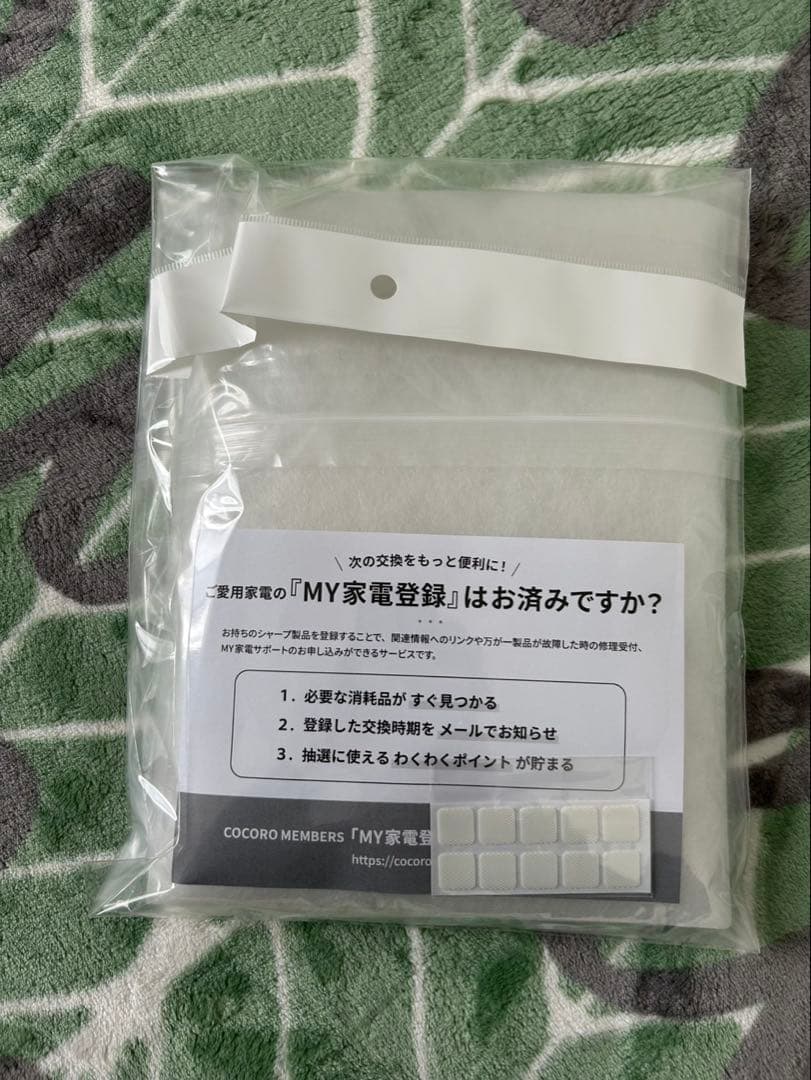 次の交換をもっと便利に!
ご愛用家電の『MY家電登録』はお済みですか?
お持ちのシャープ製品を登録することで、関連情報へのリンクや万が一製品が故障した時の修理受付、
MY家電サポートのお申し込みができるサービスです。
1. 必要な消耗品が すぐ見つかる
2. 登録した交換時期を メールでお知らせ
3. 抽選に使える わくわくポイント が貯まる
COCORO MEMBERS「MY家電登
https://cocoro